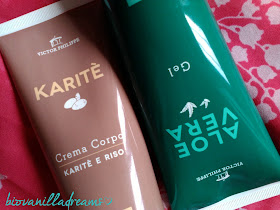 VICTOR PHILIPPE
KARITÈ
Crema Corpo
KARITÈ E RISO
VICTOR PHILIPPE
ALOE
VERA
Gel
biovanilladreams